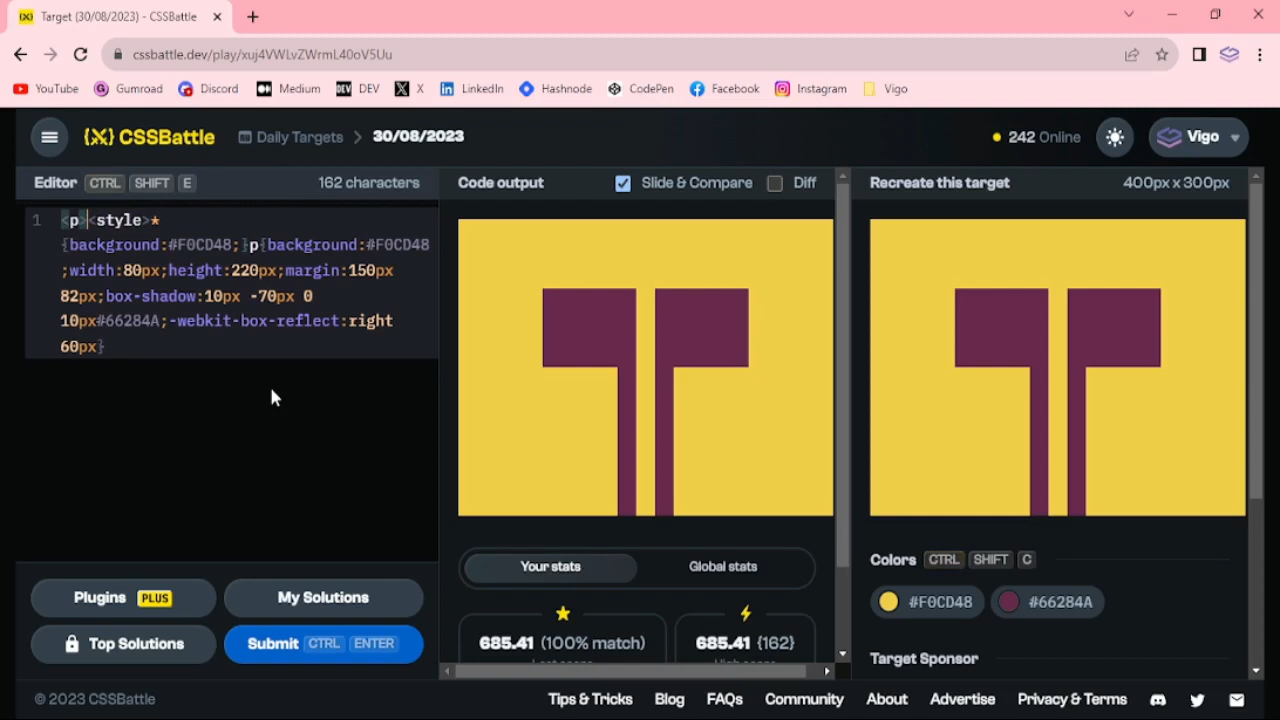 Target (30/08/2023) - CSSBattle
cssbattle.dev/play/xuj4VWLvZWrmL40oV5Uu
YouTube Gumroad Discord Medium DEV X LinkedIn Hashnode CodePen Facebook Instagram Vigo
{X} CSSBattle Daily Targets > 30/08/2023 242 Online Vigo
Editor CTRL SHIFT E 162 characters
Code output Slide & Compare Diff
Recreate this target 400px x 300px
1 <p><style>*
{background:#F0CD48;}p{background:#F0CD48
;width:80px;height:220px;margin:150px
82px;box-shadow:10px -70px 0
10px#66284A;-webkit-box-reflect:right
60px}
Your stats Global stats
685.41 (100% match) 685.41 {162}
Colors CTRL SHIFT C
#F0CD48 #66284A
Target Sponsor
Plugins PLUS My Solutions
Top Solutions Submit CTRL ENTER
© 2023 CSSBattle Tips & Tricks Blog FAQs Community About Advertise Privacy & Terms